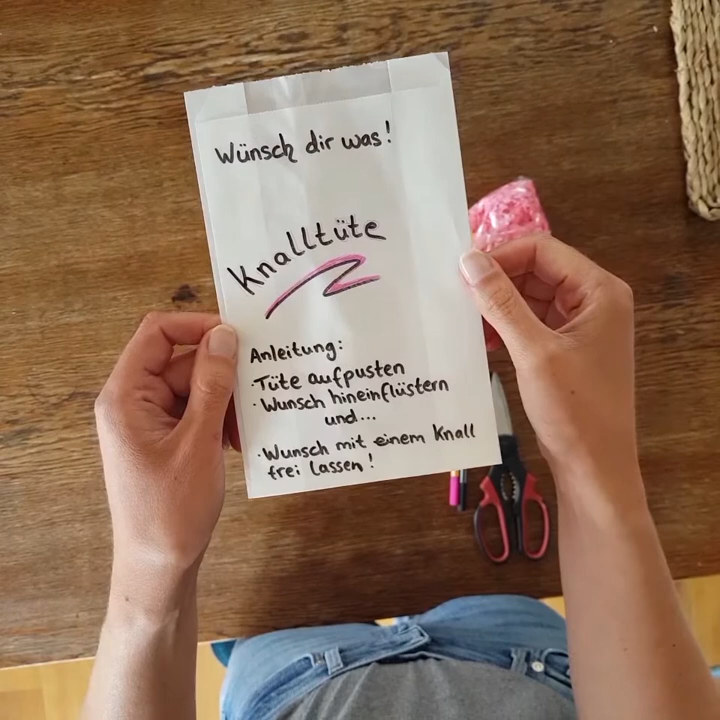 Wünsch dir was!
Knalltüte
Anleitung:
·Tüte aufpusten
·Wunsch hineinflüstern
und...
·Wunsch mit einem Knall
frei lassen!